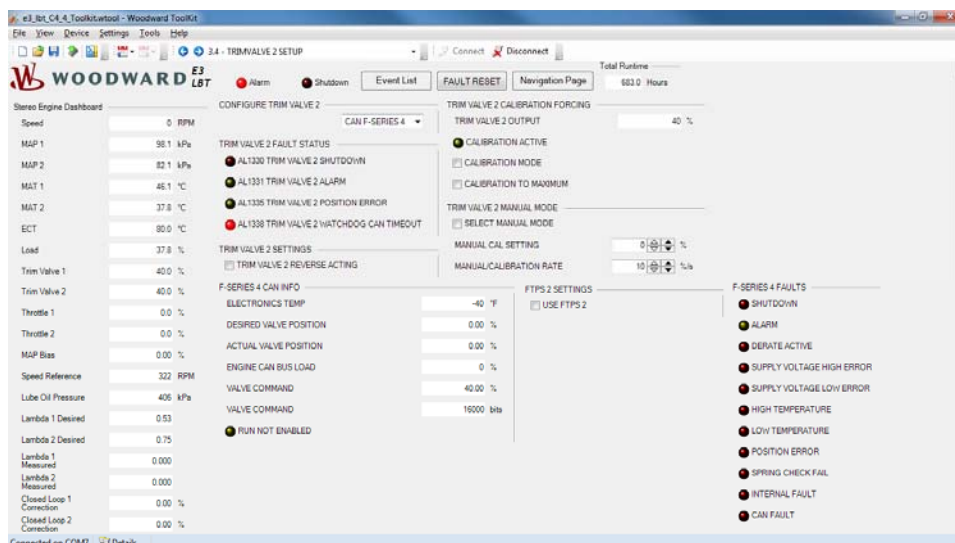 e3_lbt_C4_4_Toolkit.wtool - Woodward ToolKit
File View Device Settings Tools Help
3.4 - TRIMVALVE 2 SETUP
Connect Disconnect
WOODWARD E3 LBT
Alarm
Shutdown
Event List
FAULT RESET
Navigation Page
Total Runtime
683.0 Hours
Stereo Engine Dashboard
Speed 0 RPM
MAP 1 98.1 kPa
MAP 2 82.1 kPa
MAT 1 46.1 °C
MAT 2 37.8 °C
ECT 80.0 °C
Load 37.8 %
Trim Valve 1 40.0 %
Trim Valve 2 40.0 %
Throttle 1 0.0 %
Throttle 2 0.0 %
MAP Bias 0.00 %
Speed Reference 322 RPM
Lube Oil Pressure 406 kPa
Lambda 1 Desired 0.53
Lambda 2 Desired 0.75
Lambda 1 Measured 0.000
Lambda 2 Measured 0.000
Closed Loop 1 Correction 0.00 %
Closed Loop 2 Correction 0.00 %
CONFIGURE TRIM VALVE 2
CAN F-SERIES 4
TRIM VALVE 2 FAULT STATUS
AL1330 TRIM VALVE 2 SHUTDOWN
AL1331 TRIM VALVE 2 ALARM
AL1335 TRIM VALVE 2 POSITION ERROR
AL1338 TRIM VALVE 2 WATCHDOG CAN TIMEOUT
TRIM VALVE 2 SETTINGS
TRIM VALVE 2 REVERSE ACTING
TRIM VALVE 2 CALIBRATION FORCING
TRIM VALVE 2 OUTPUT 40 %
CALIBRATION ACTIVE
CALIBRATION MODE
CALIBRATION TO MAXIMUM
TRIM VALVE 2 MANUAL MODE
SELECT MANUAL MODE
MANUAL CAL SETTING 0 %
MANUAL/CALIBRATION RATE 10 %/s
F-SERIES 4 CAN INFO
ELECTRONICS TEMP -40 °F
DESIRED VALVE POSITION 0.00 %
ACTUAL VALVE POSITION 0.00 %
ENGINE CAN BUS LOAD 0 %
VALVE COMMAND 40.00 %
VALVE COMMAND 16000 bits
RUN NOT ENABLED
FTPS 2 SETTINGS
USE FTPS 2
F-SERIES 4 FAULTS
SHUTDOWN
ALARM
DERATE ACTIVE
SUPPLY VOLTAGE HIGH ERROR
SUPPLY VOLTAGE LOW ERROR
HIGH TEMPERATURE
LOW TEMPERATURE
POSITION ERROR
SPRING CHECK FAIL
INTERNAL FAULT
CAN FAULT
Connected on Details